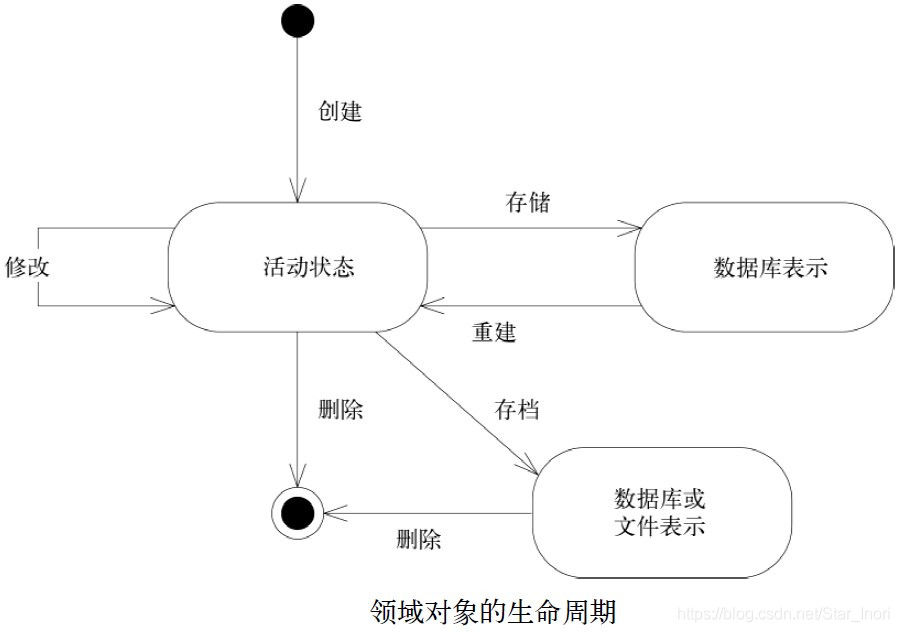 创建
存储
修改
活动状态
数据库表示
重建
删除
存档
数据库或
文件表示
删除
领域对象的生命周期
https://blog.csdn.net/Star_Inori